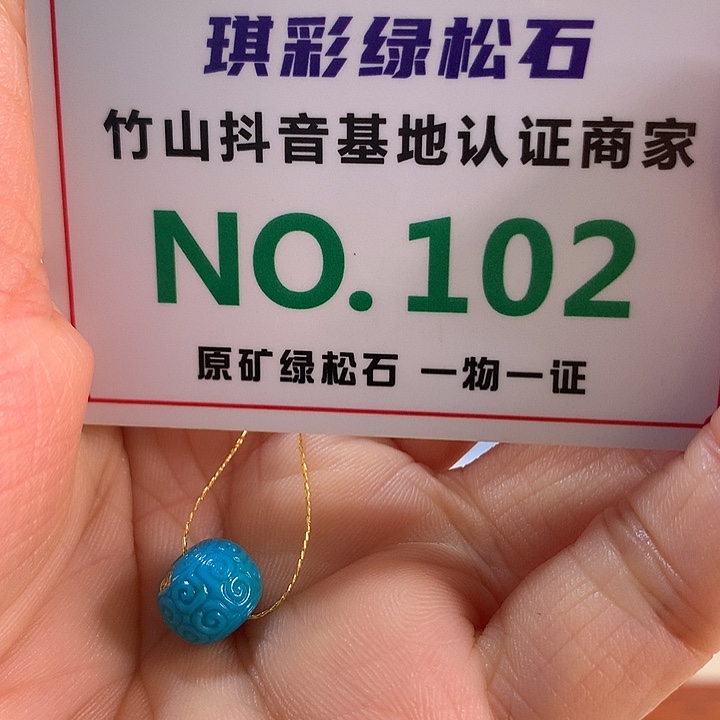 琪彩绿松石
竹山抖音基地认证商家
NO.102
原矿绿松石 一物一证